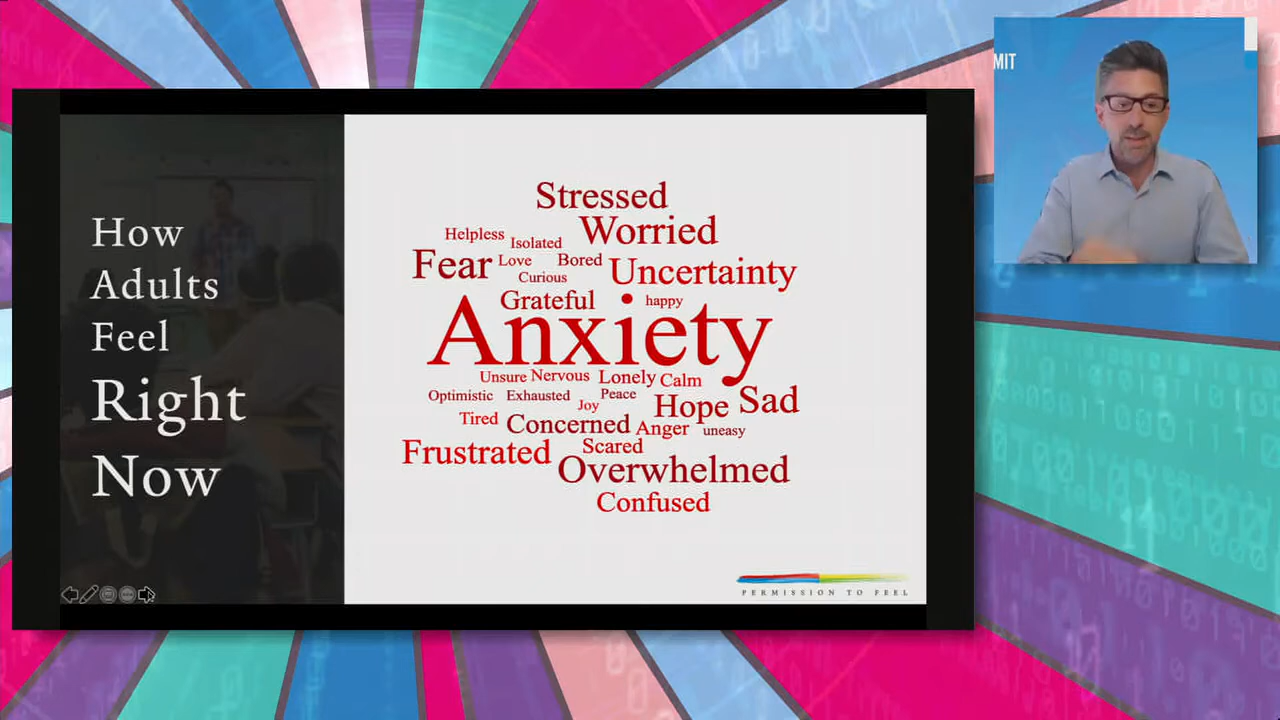 MIT
How
Adults
Feel
Right
Now
Stressed
Worried
Helpless
Isolated
Fear
Love
Bored
Uncertainty
Curious
Grateful
happy
Anxiety
Unsure
Nervous
Lonely
Calm
Optimistic
Exhausted
Peace
Joy
Hope
Sad
Tired
Concerned
Anger
uneasy
Frustrated
Scared
Overwhelmed
Confused
PERMISSION TO FEEL